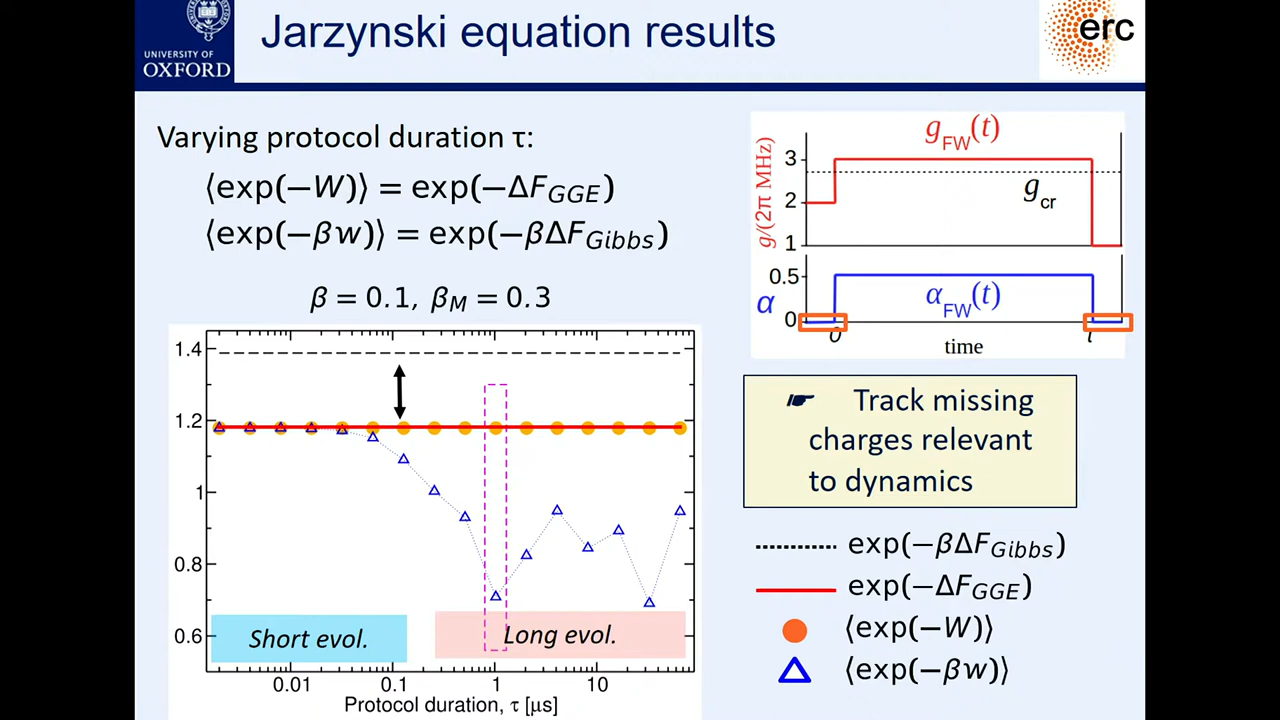 UNIVERSITY OF
OXFORD
Jarzynski equation results
erc
Varying protocol duration τ:
⟨exp(−W)⟩ = exp(−ΔF_GGE)
⟨exp(−βw)⟩ = exp(−βΔF_Gibbs)
β = 0.1, β_M = 0.3
1.4
1.2
1
0.8
0.6
Short evol.
Long evol.
0.01
0.1
1
10
Protocol duration, τ [μs]
g/(2π MHz)
3
2
1
g_FW(t)
g_cr
α
0.5
0
α_FW(t)
0
time
☛ Track missing
charges relevant
to dynamics
exp(−βΔF_Gibbs)
exp(−ΔF_GGE)
⟨exp(−W)⟩
⟨exp(−βw)⟩